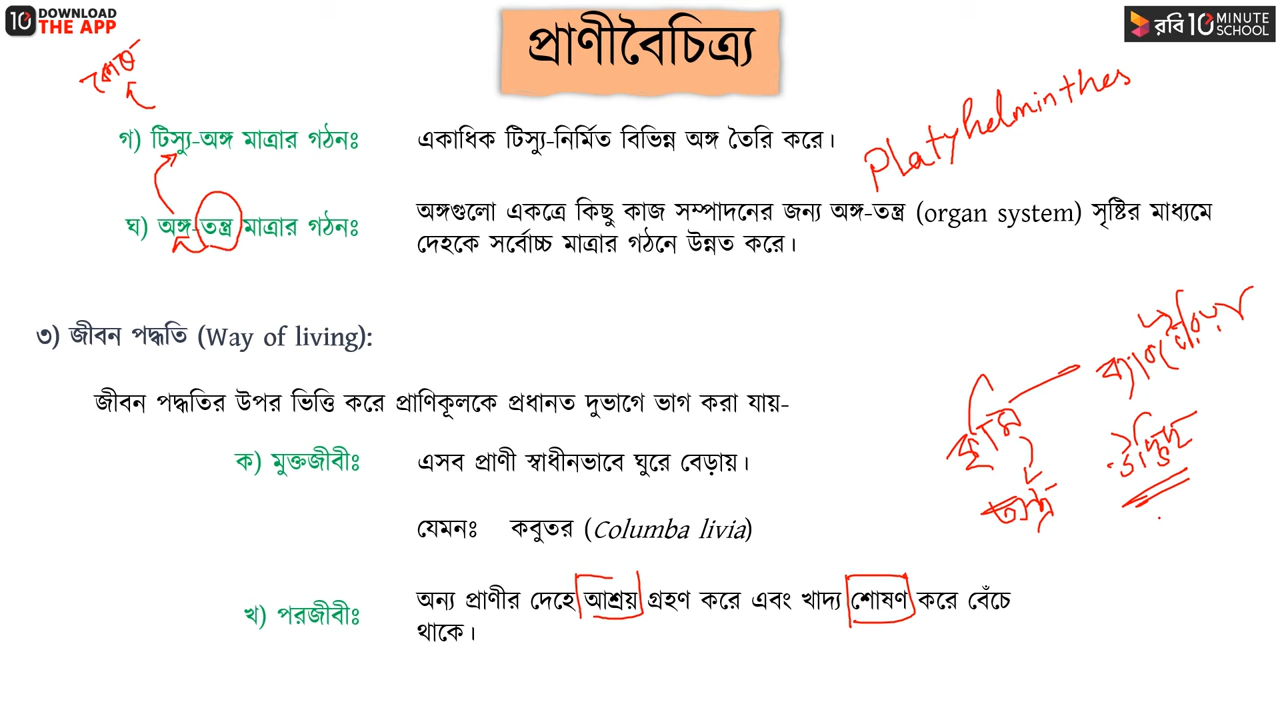 10 DOWNLOAD THE APP
প্রাণীবৈচিত্র্য
রবি 10 MINUTE SCHOOL
কোষ
গ) টিস্যু-অঙ্গ মাত্রার গঠনঃ একাধিক টিস্যু-নির্মিত বিভিন্ন অঙ্গ তৈরি করে।
Platyhelminthes
ঘ) অঙ্গ-তন্ত্র মাত্রার গঠনঃ অঙ্গগুলো একত্রে কিছু কাজ সম্পাদনের জন্য অঙ্গ-তন্ত্র (organ system) সৃষ্টির মাধ্যমে
দেহকে সর্বোচ্চ মাত্রার গঠনে উন্নত করে।
৩) জীবন পদ্ধতি (Way of living):
ব্যাকটেরিয়া
জীবন পদ্ধতির উপর ভিত্তি করে প্রাণিকূলকে প্রধানত দুভাগে ভাগ করা যায়-
কৃমি
উদ্ভিদ
ক) মুক্তজীবীঃ এসব প্রাণী স্বাধীনভাবে ঘুরে বেড়ায়।
যেমনঃ কবুতর (Columba livia)
খ) পরজীবীঃ অন্য প্রাণীর দেহে আশ্রয় গ্রহণ করে এবং খাদ্য শোষণ করে বেঁচে
থাকে।